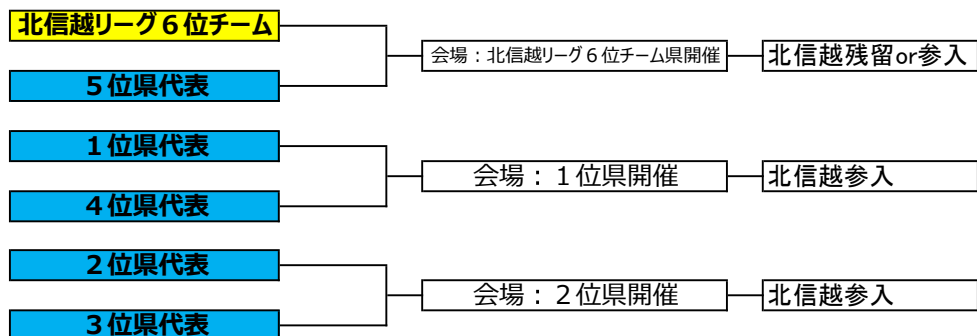 北信越リーグ６位チーム
会場：北信越リーグ６位チーム県開催
北信越残留or参入
５位県代表
１位県代表
会場：１位県開催
北信越参入
４位県代表
２位県代表
会場：２位県開催
北信越参入
３位県代表